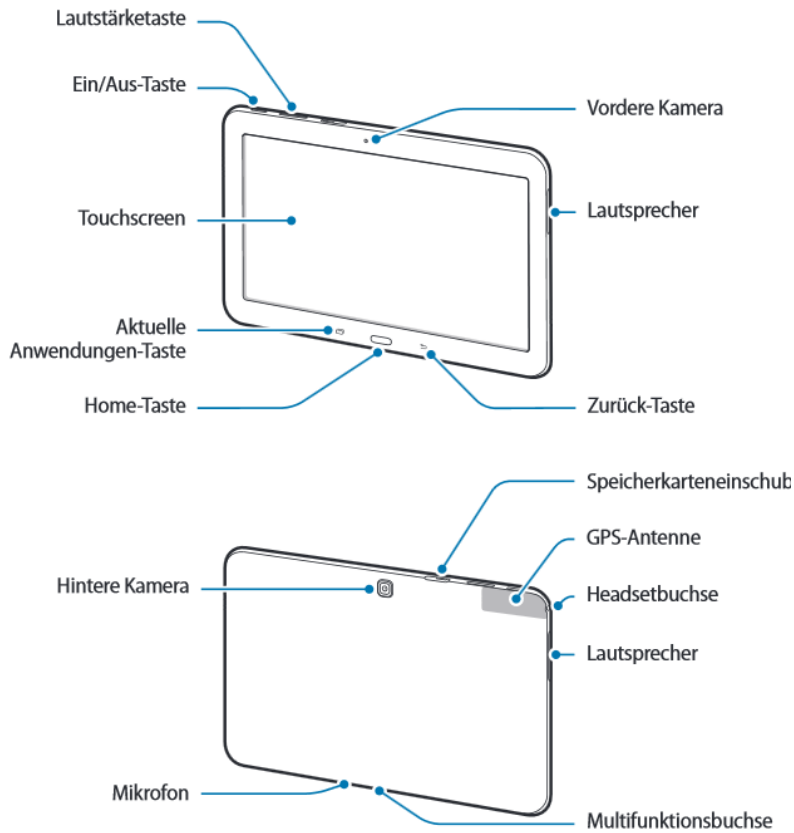 Lautstärketaste
Ein/Aus-Taste
Vordere Kamera
Touchscreen
Lautsprecher
Aktuelle
Anwendungen-Taste
Home-Taste
Zurück-Taste
Speicherkarteneinschub
GPS-Antenne
Hintere Kamera
Headsetbuchse
Lautsprecher
Mikrofon
Multifunktionsbuchse